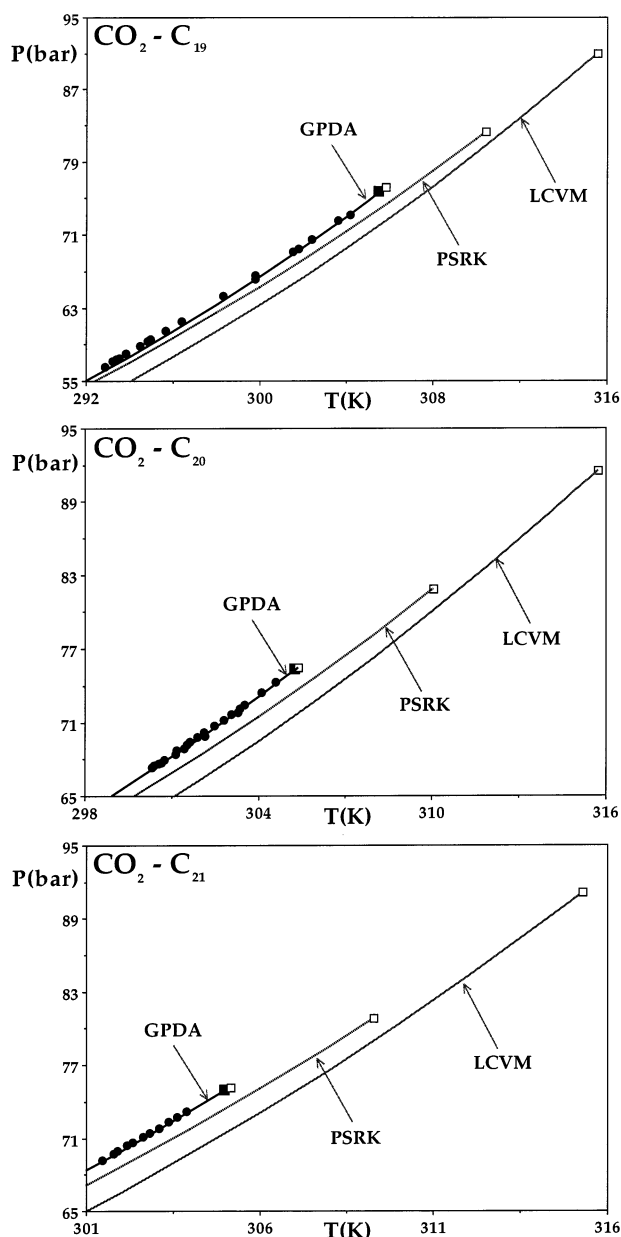 CO₂ - C₁₉
P(bar)
95
87
79
71
63
55
GPDA
LCVM
PSRK
292
300
308
316
T(K)
CO₂ - C₂₀
P(bar)
95
89
83
77
71
65
GPDA
LCVM
PSRK
298
304
310
316
T(K)
CO₂ - C₂₁
P(bar)
95
89
83
77
71
65
GPDA
LCVM
PSRK
301
306
311
316
T(K)